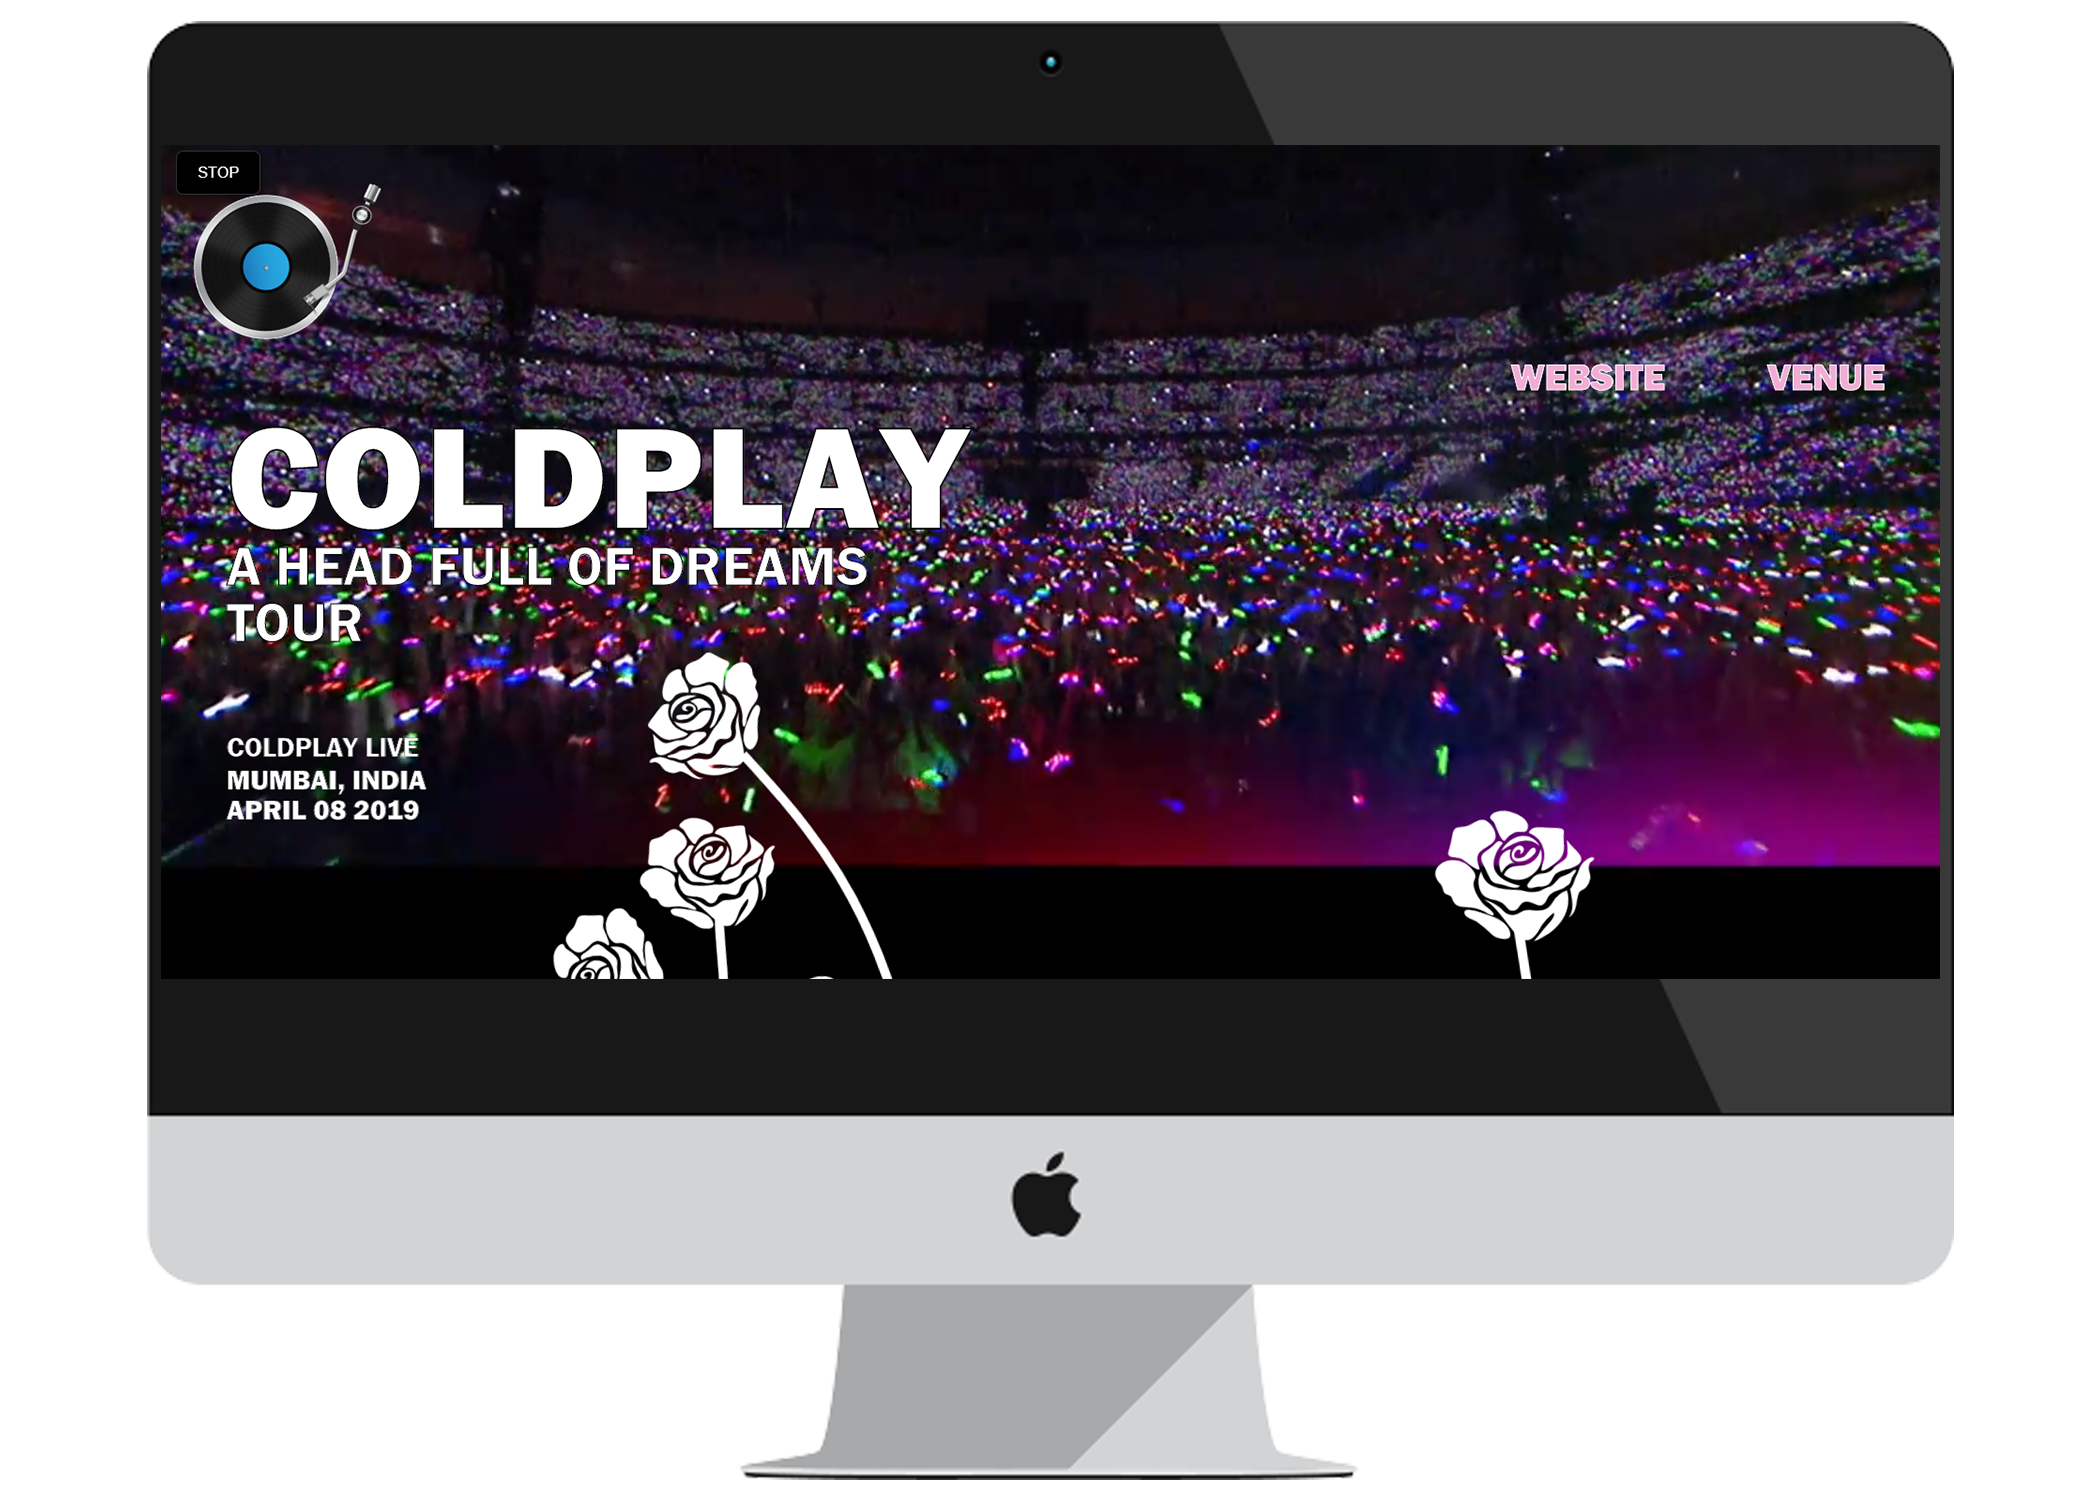 STOP
WEBSITE VENUE
COLDPLAY
A HEAD FULL OF DREAMS
TOUR
COLDPLAY LIVE
MUMBAI, INDIA
APRIL 08 2019